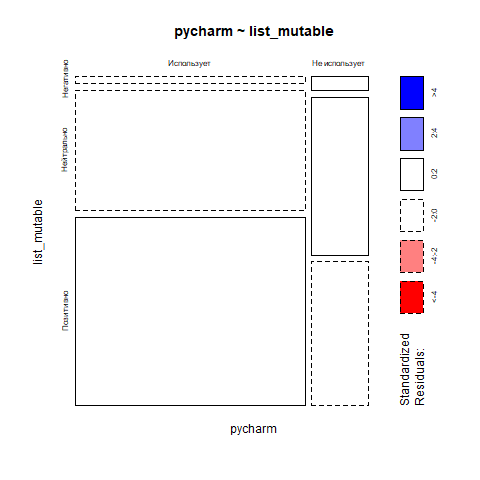 pycharm ~ list_mutable
Использует
Не использует
Негативно
Нейтрально
Позитивно
list_mutable
pycharm
Standardized
Residuals:
<-4
-4:-2
-2:0
0:2
2:4
>4